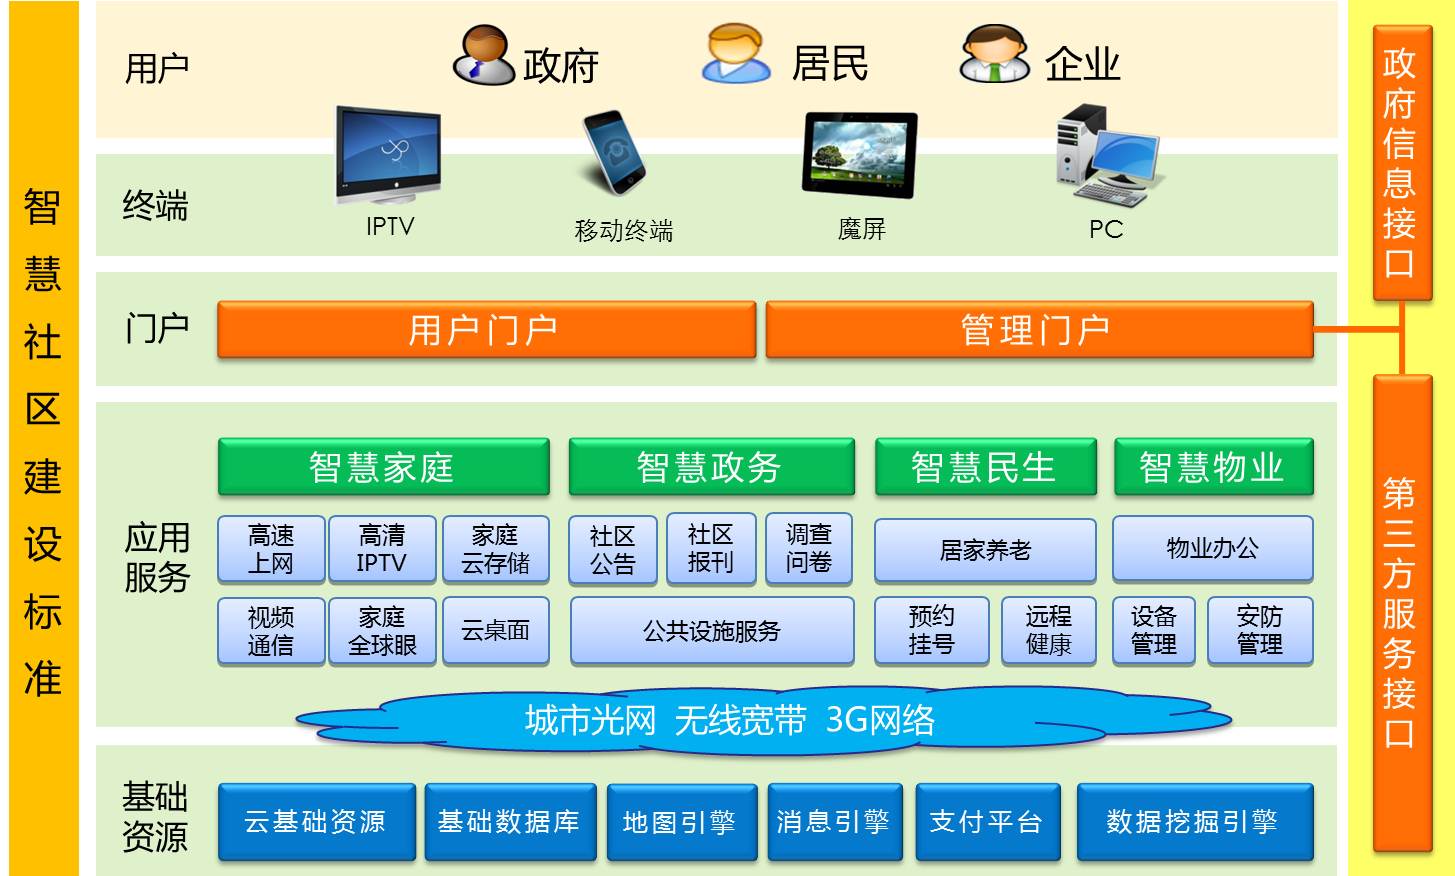 智慧社区建设标准
用户
政府
居民
企业
终端
IPTV
移动终端
魔屏
PC
门户
用户门户
管理门户
应用
服务
智慧家庭
智慧政务
智慧民生
智慧物业
高速
上网
高清
IPTV
家庭
云存储
社区
公告
社区
报刊
调查
问卷
居家养老
物业办公
视频
通信
家庭
全球眼
云桌面
公共设施服务
预约
挂号
远程
健康
设备
管理
安防
管理
城市光网 无线宽带 3G网络
基础
资源
云基础资源
基础数据库
地图引擎
消息引擎
支付平台
数据挖掘引擎
政府信息接口
第三方服务接口